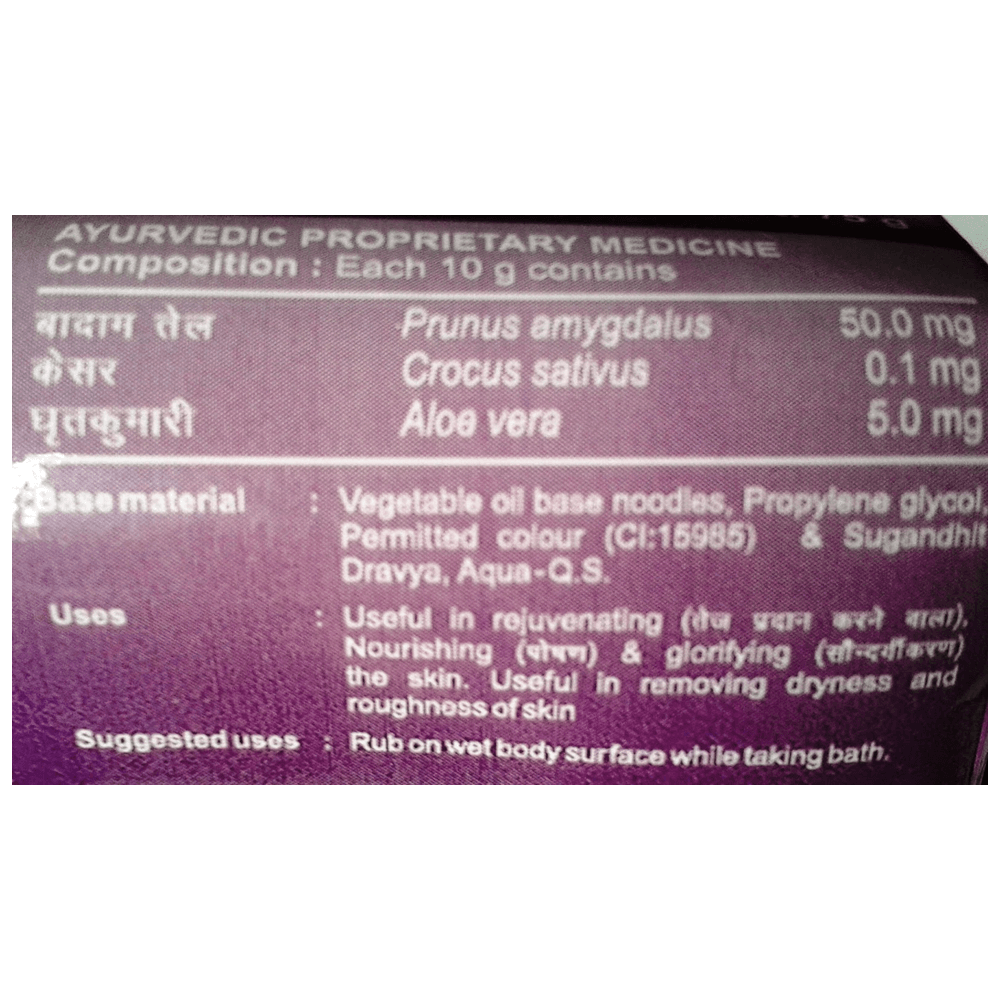 75 g
AYURVEDIC PROPRIETARY MEDICINE
Composition : Each 10 g contains
बादाम तेल Prunus amygdalus 50.0 mg
केसर Crocus sativus 0.1 mg
घृतकुमारी Aloe vera 5.0 mg
Base material : Vegetable oil base noodles, Propylene glycol,
Permitted colour (CI:15985) & Sugandhit
Dravya, Aqua-Q.S.
Uses : Useful in rejuvenating (तेज प्रदान करने वाला),
Nourishing (पोषण) & glorifying (सौन्दर्यीकरण)
the skin. Useful in removing dryness and
roughness of skin
Suggested uses : Rub on wet body surface while taking bath.